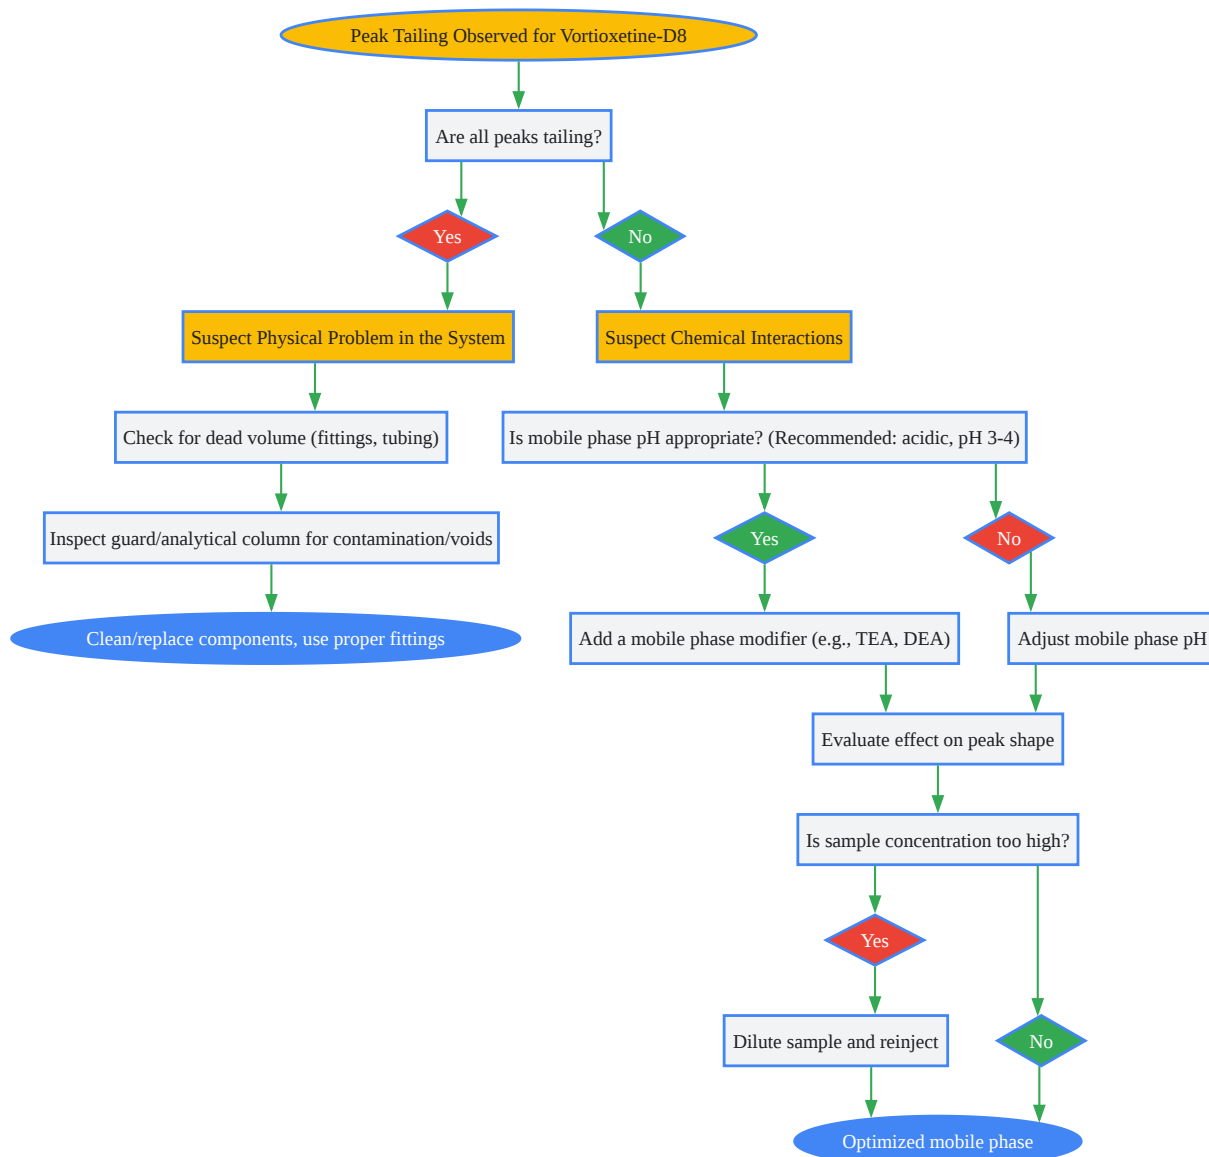 Peak Tailing Observed for Vortioxetine-D8
Are all peaks tailing?
Yes
No
Suspect Physical Problem in the System
Suspect Chemical Interactions
Check for dead volume (fittings, tubing)
Is mobile phase pH appropriate? (Recommended: acidic, pH 3-4)
Inspect guard/analytical column for contamination/voids
Yes
No
Clean/replace components, use proper fittings
Add a mobile phase modifier (e.g., TEA, DEA)
Adjust mobile phase pH
Evaluate effect on peak shape
Is sample concentration too high?
Yes
Dilute sample and reinject
No
Optimized mobile phase